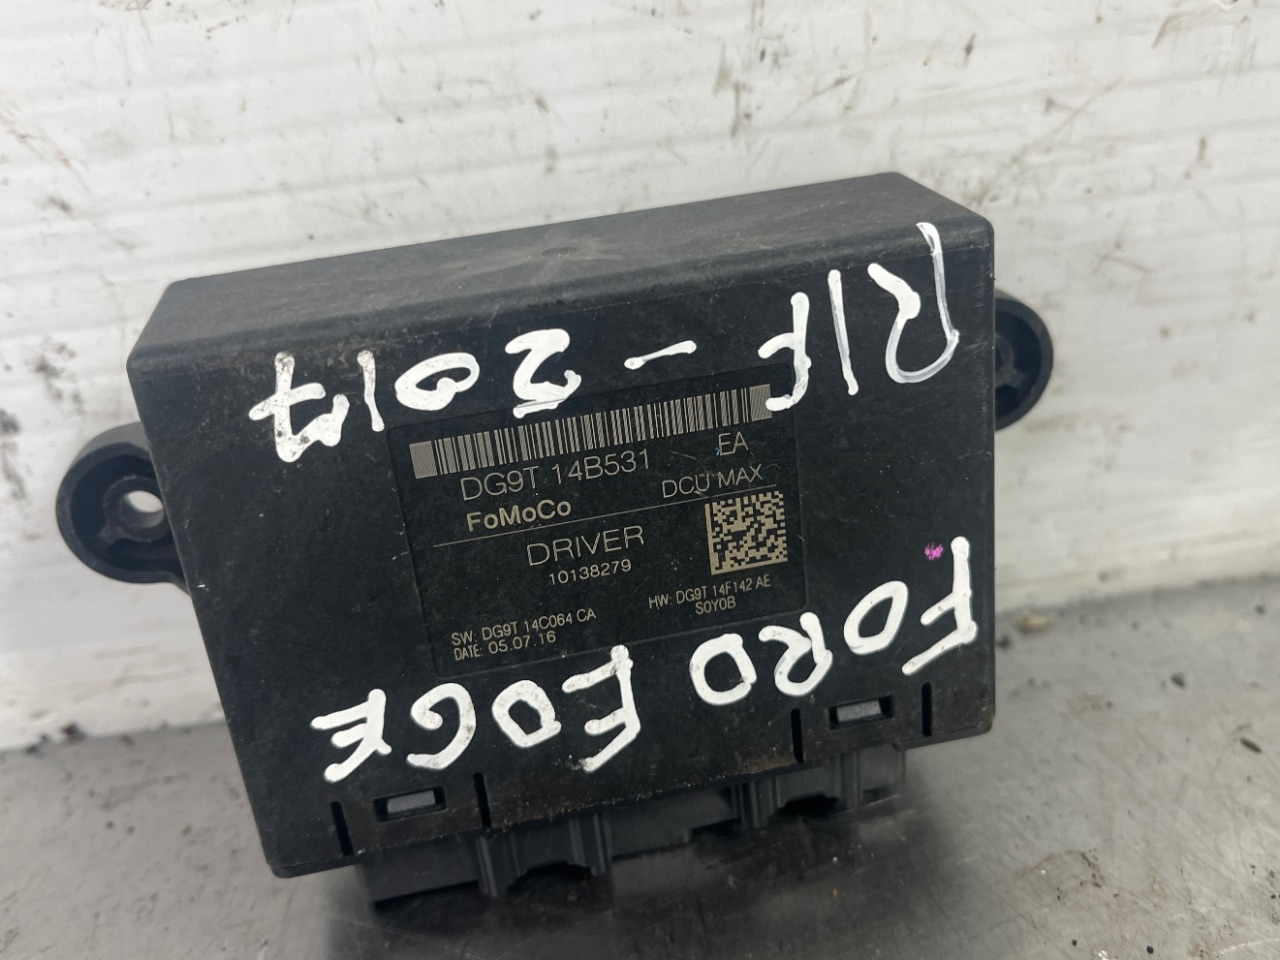 R/F - 2017
DG9T 14B531 EA
FoMoCo DCU MAX
DRIVER
10138279
SW: DG9T 14C064 CA
DATE: 05.07.16
HW: DG9T 14F142 AE
S0Y0B
FORD EDGE